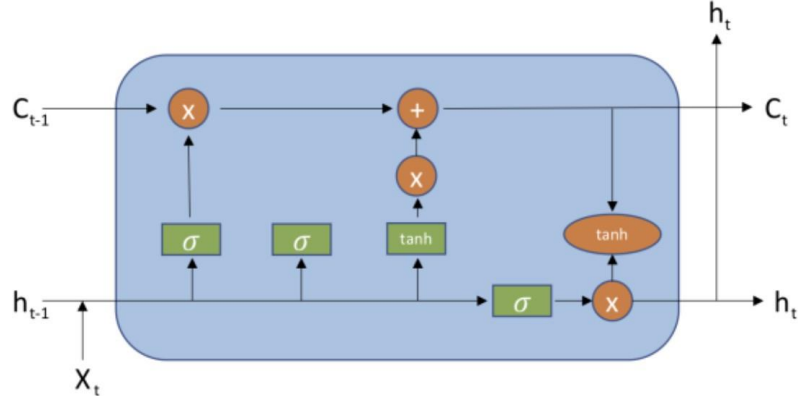 h_t
C_{t-1} x + C_t
x
σ σ tanh tanh
h_{t-1} σ x h_t
X_t